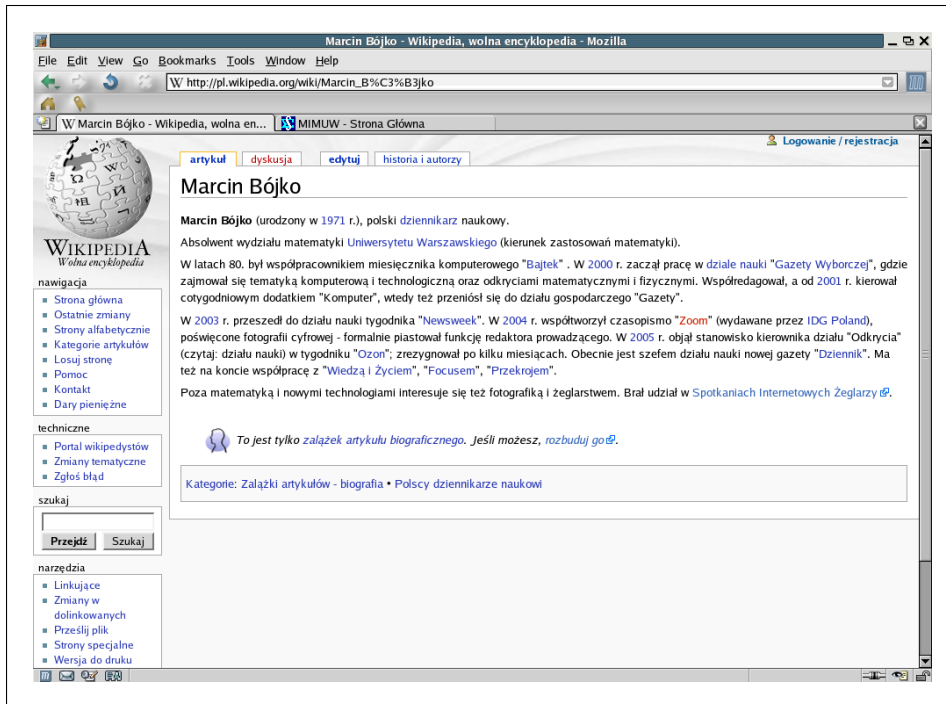 Marcin Bójko - Wikipedia, wolna encyklopedia - Mozilla
File Edit View Go Bookmarks Tools Window Help
W http://pl.wikipedia.org/wiki/Marcin_B%C3%B3jko
W Marcin Bójko - Wikipedia, wolna en... MIMUW - Strona Główna
Logowanie / rejestracja
artykuł dyskusja edytuj historia i autorzy
Marcin Bójko
Marcin Bójko (urodzony w 1971 r.), polski dziennikarz naukowy.
Absolwent wydziału matematyki Uniwersytetu Warszawskiego (kierunek zastosowań matematyki).
W latach 80. był współpracownikiem miesięcznika komputerowego "Bajtek" . W 2000 r. zaczął pracę w dziale nauki "Gazety Wyborczej", gdzie
zajmował się tematyką komputerową i technologiczną oraz odkryciami matematycznymi i fizycznymi. Współredagował, a od 2001 r. kierował
cotygodniowym dodatkiem "Komputer", wtedy też przeniósł się do działu gospodarczego "Gazety".
W 2003 r. przeszedł do działu nauki tygodnika "Newsweek". W 2004 r. współtworzył czasopismo "Zoom" (wydawane przez IDG Poland),
poświęcone fotografii cyfrowej - formalnie piastował funkcję redaktora prowadzącego. W 2005 r. objął stanowisko kierownika działu "Odkrycia"
(czytaj: działu nauki) w tygodniku "Ozon"; zrezygnował po kilku miesiącach. Obecnie jest szefem działu nauki nowej gazety "Dziennik". Ma
też na koncie współpracę z "Wiedzą i Życiem", "Focusem", "Przekrojem".
Poza matematyką i nowymi technologiami interesuje się też fotografiką i żeglarstwem. Brał udział w Spotkaniach Internetowych Żeglarzy.
To jest tylko zalążek artykułu biograficznego. Jeśli możesz, rozbuduj go.
Kategorie: Zalążki artykułów - biografia • Polscy dziennikarze naukowi
WIKIPEDIA
Wolna encyklopedia
nawigacja
Strona główna
Ostatnie zmiany
Strony alfabetycznie
Kategorie artykułów
Losuj stronę
Pomoc
Kontakt
Dary pieniężne
techniczne
Portal wikipedystów
Zmiany tematyczne
Zgłoś błąd
szukaj
Przejdź Szukaj
narzędzia
Linkujące
Zmiany w
dolinkowanych
Prześlij plik
Strony specjalne
Wersja do druku